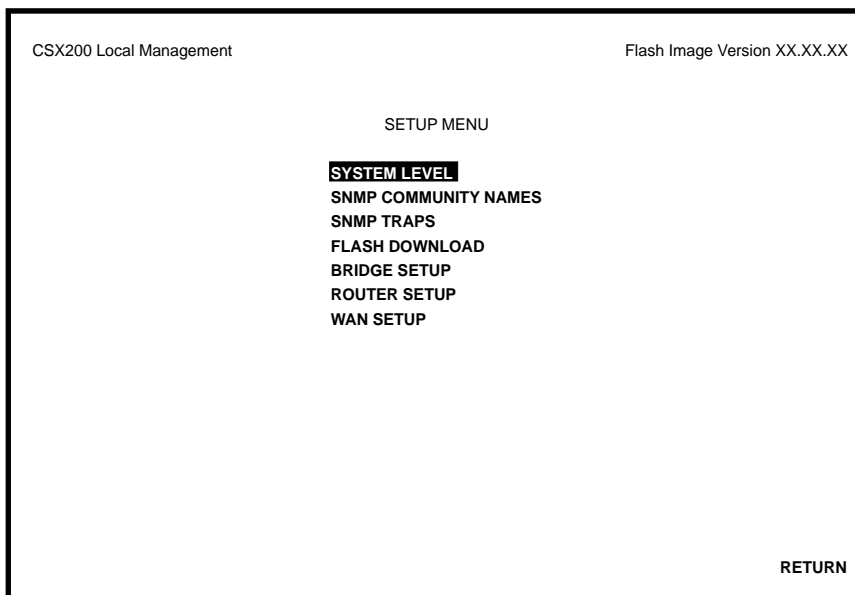 CSX200 Local Management Flash Image Version XX.XX.XX
SETUP MENU
SYSTEM LEVEL
SNMP COMMUNITY NAMES
SNMP TRAPS
FLASH DOWNLOAD
BRIDGE SETUP
ROUTER SETUP
WAN SETUP
RETURN